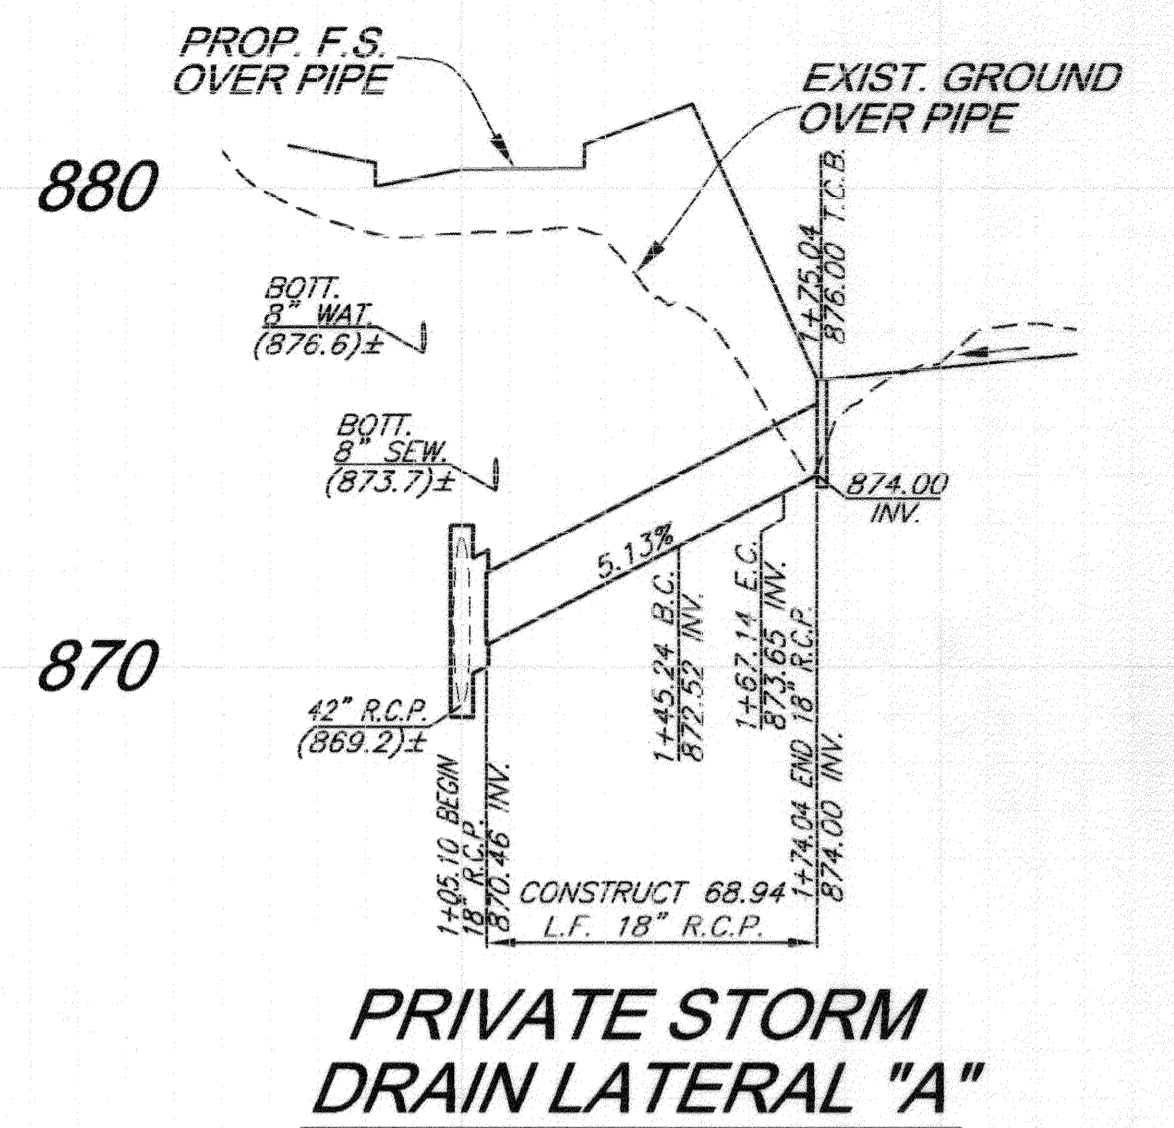 PROP. F.S.
OVER PIPE
EXIST. GROUND
OVER PIPE
880
1+75.04
876.00 T.C.B.
BOTT.
8" WAT.
(876.6)±
BOTT.
8" SEW.
(873.7)±
874.00
INV.
5.13%
870
1+45.24 B.C.
872.52 INV.
1+67.14 E.C.
873.65 INV.
42" R.C.P.
(869.2)±
1+05.10 BEGIN
18" R.C.P.
870.46 INV.
1+74.04 END 18" R.C.P.
874.00 INV.
CONSTRUCT 68.94
L.F. 18" R.C.P.
PRIVATE STORM
DRAIN LATERAL "A"